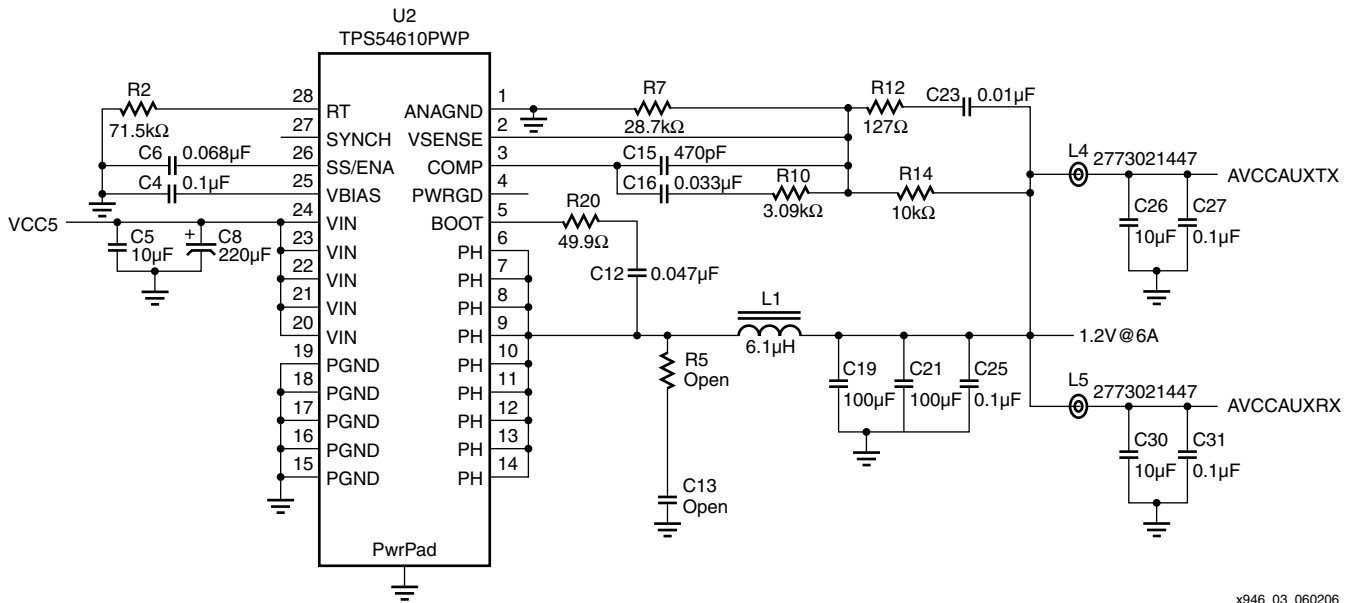 U2
TPS54610PWP
R2
71.5kΩ
28
RT
27
SYNCH
C6
0.068µF
26
SS/ENA
C4
0.1µF
25
VBIAS
VCC5
24
VIN
C5
10µF
+
C8
220µF
23
VIN
22
VIN
21
VIN
20
VIN
19
PGND
18
PGND
17
PGND
16
PGND
15
PGND
ANAGND
1
VSENSE
2
COMP
3
PWRGD
4
BOOT
5
PH
6
PH
7
PH
8
PH
9
PH
10
PH
11
PH
12
PH
13
PH
14
PwrPad
R7
28.7kΩ
R12
127Ω
C23
0.01µF
C15
470pF
C16
0.033µF
R10
3.09kΩ
R14
10kΩ
R20
49.9Ω
C12
0.047µF
L1
6.1µH
R5
Open
C13
Open
C19
100µF
C21
100µF
C25
0.1µF
1.2V@6A
L4
2773021447
AVCCAUXTX
C26
10µF
C27
0.1µF
L5
2773021447
AVCCAUXRX
C30
10µF
C31
0.1µF
x946_03_060206